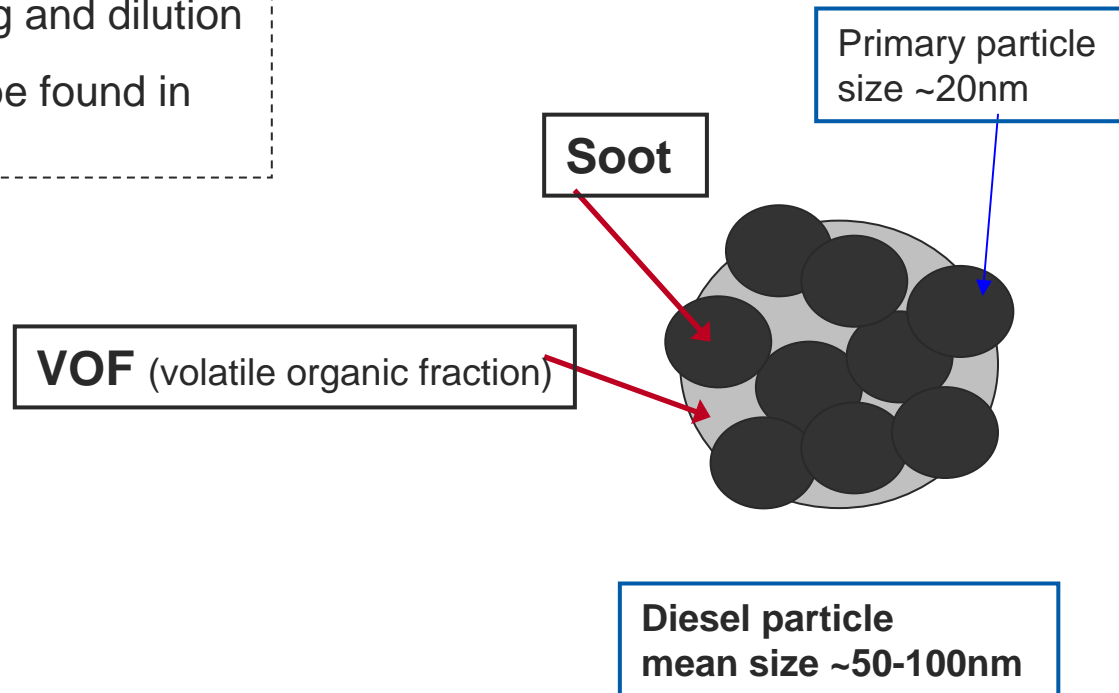 g and dilution
be found in
Primary particle
size ~20nm
Soot
VOF (volatile organic fraction)
Diesel particle
mean size ~50-100nm